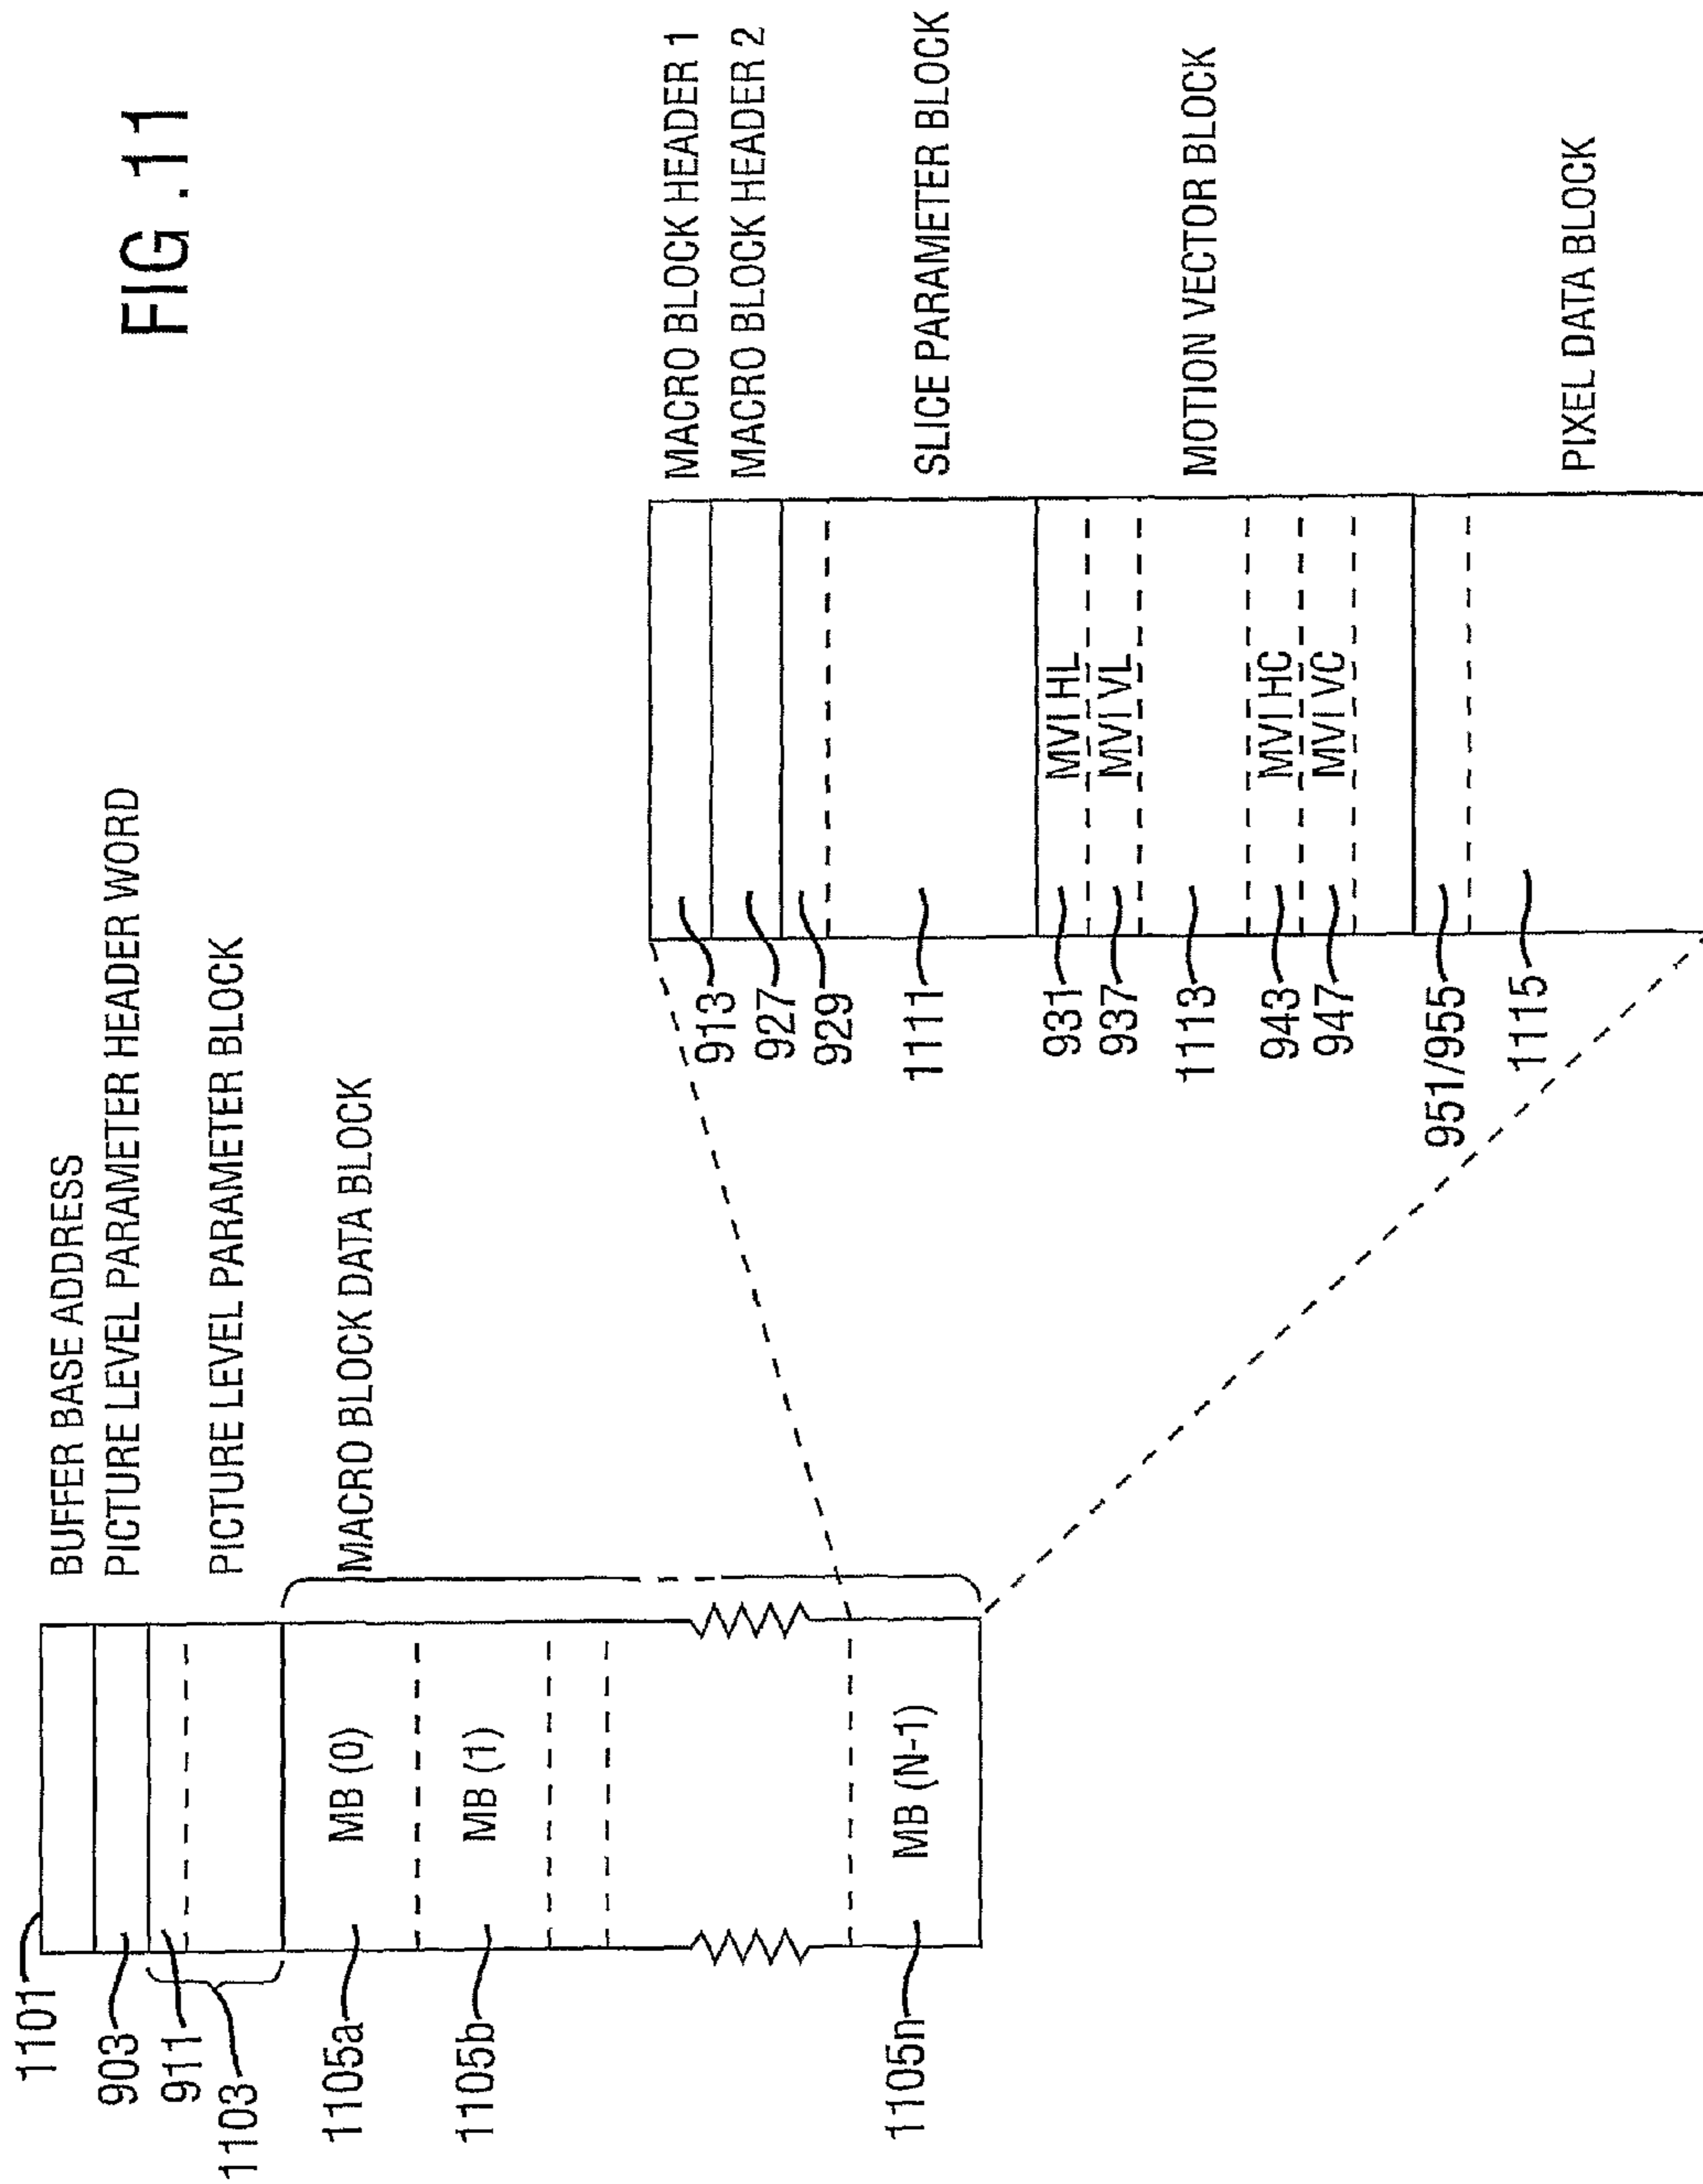 FIG.11
BUFFER BASE ADDRESS
PICTURE LEVEL PARAMETER HEADER WORD
PICTURE LEVEL PARAMETER BLOCK
MACRO BLOCK DATA BLOCK
1101
903
911
1103
1105a
MB (0)
1105b
MB (1)
1105n
MB (N-1)
MACRO BLOCK HEADER 1
MACRO BLOCK HEADER 2
SLICE PARAMETER BLOCK
MOTION VECTOR BLOCK
PIXEL DATA BLOCK
913
927
929
1111
931
MVI HL
937
MVI VL
1113
943
MVI HC
947
MVI VC
951/955
1115